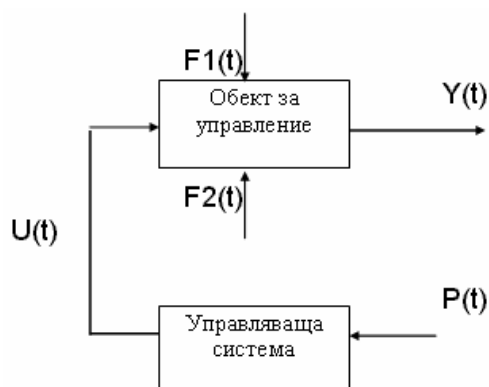 F1(t)
Обект за
управление
Y(t)
F2(t)
U(t)
P(t)
Управляваща
система